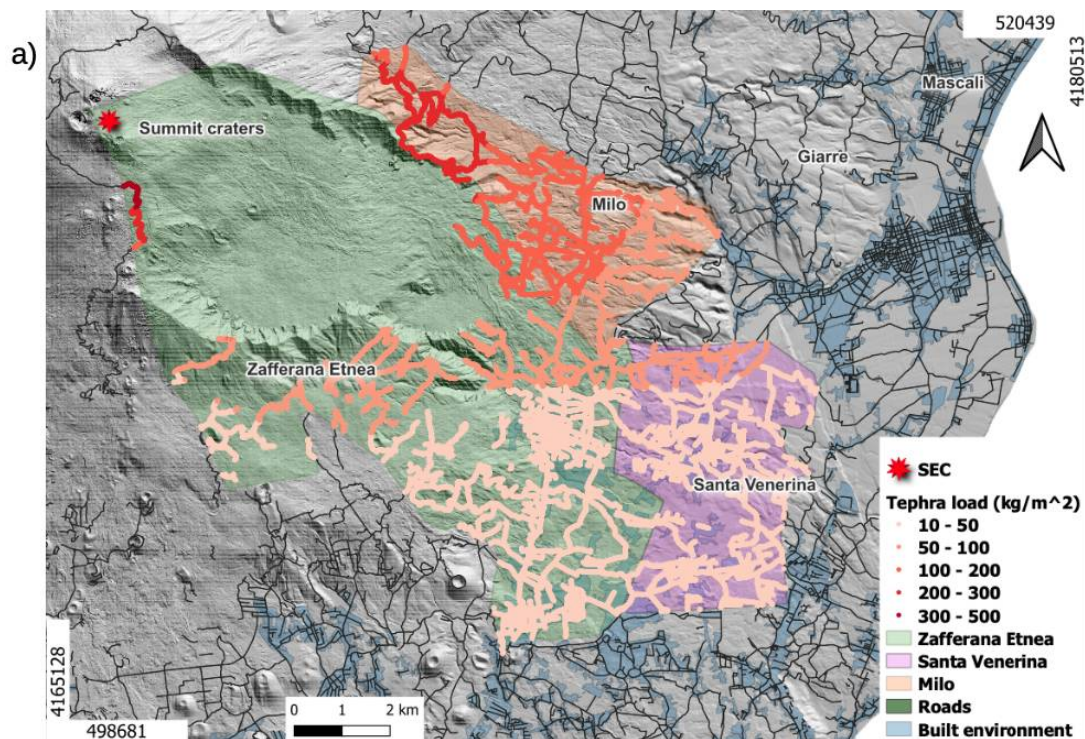 a)
520439
4180513
Mascali
Summit craters
Giarre
Milo
Zafferana Etnea
Santa Venerina
SEC
Tephra load (kg/m^2)
10 - 50
50 - 100
100 - 200
200 - 300
300 - 500
Zafferana Etnea
Santa Venerina
Milo
Roads
Built environment
4165128
498681
0 1 2 km